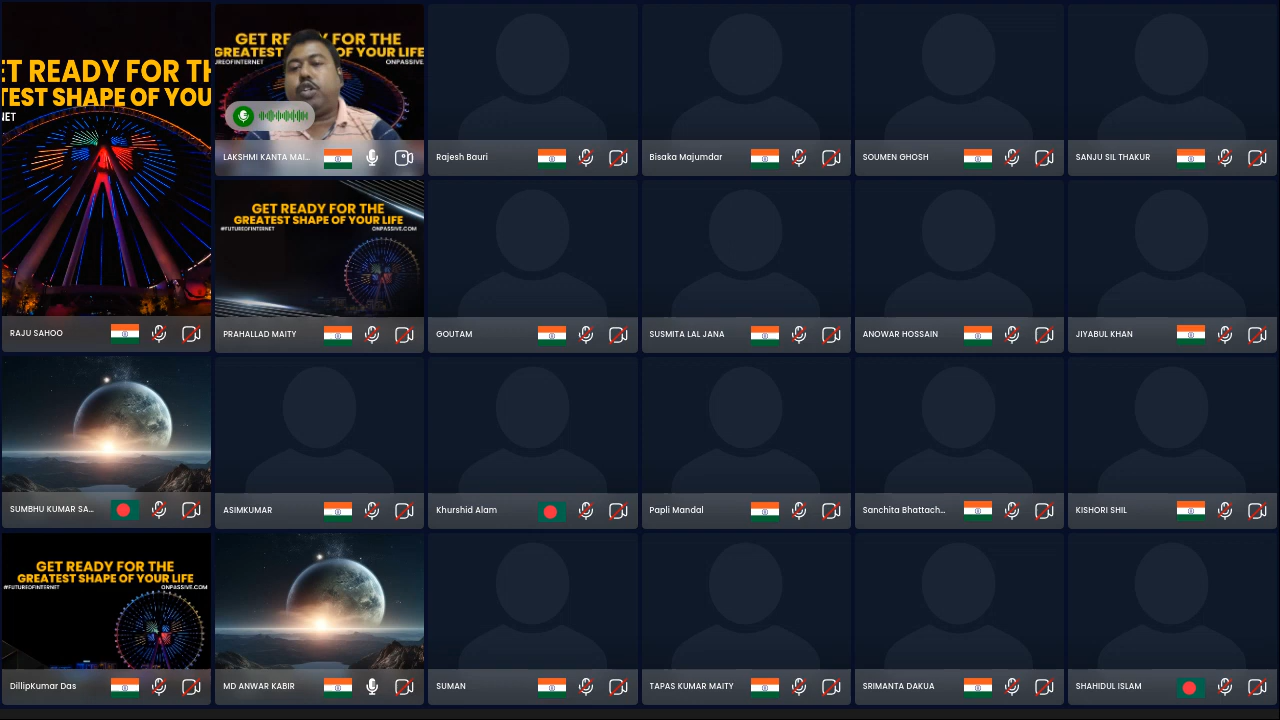 ET READY FOR TH
TEST SHAPE OF YOU
NET
RAJU SAHOO
GET READY FOR THE
GREATEST SHAPE OF YOUR LIFE
UREOFINTERNET
ONPASSIVE.
LAKSHMI KANTA MAI...
Rajesh Bauri
Bisaka Majumdar
SOUMEN GHOSH
SANJU SIL THAKUR
GET READY FOR THE
GREATEST SHAPE OF YOUR LIFE
#FUTUREOFINTERNET
ONPASSIVE.COM
PRAHALLAD MAITY
GOUTAM
SUSMITA LAL JANA
ANOWAR HOSSAIN
JIYABUL KHAN
SUMBHU KUMAR SA...
ASIMKUMAR
Khurshid Alam
Papli Mandal
Sanchita Bhattach...
KISHORI SHIL
GET READY FOR THE
GREATEST SHAPE OF YOUR LIFE
#FUTUREOFINTERNET
ONPASSIVE.COM
DillipKumar Das
MD ANWAR KABIR
SUMAN
TAPAS KUMAR MAITY
SRIMANTA DAKUA
SHAHIDUL ISLAM